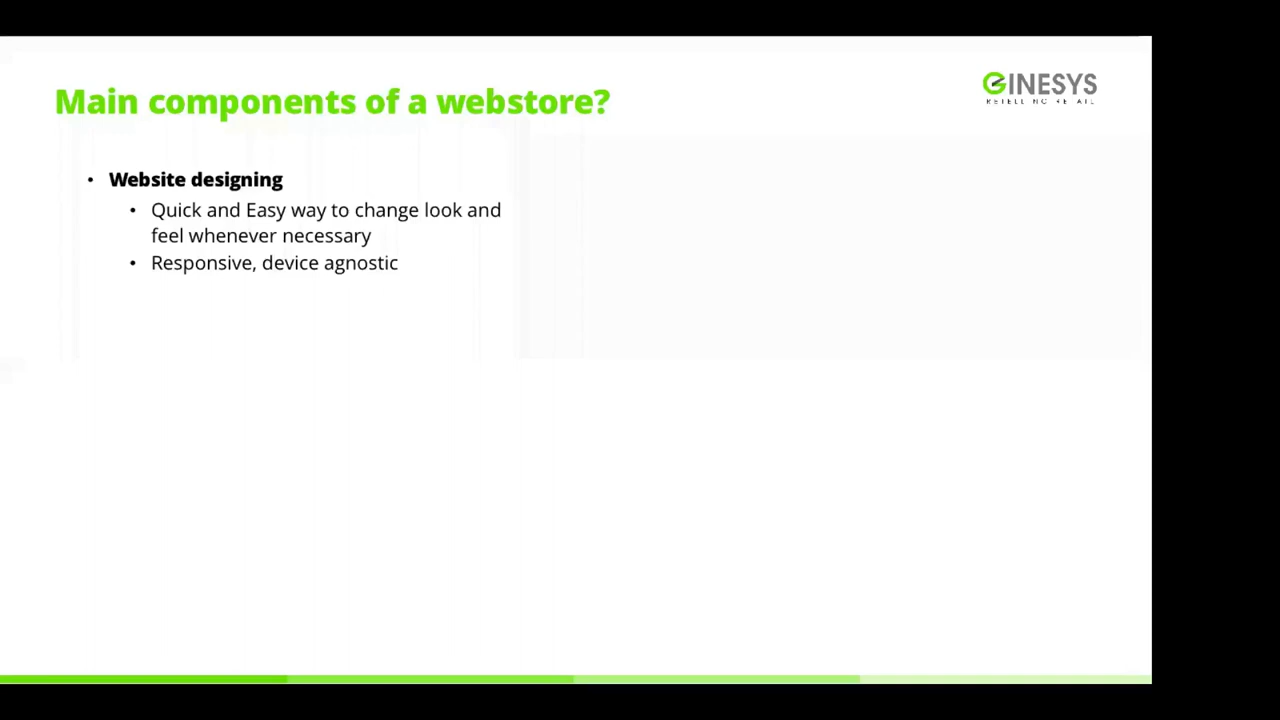 Main components of a webstore?
GINESYS
• Website designing
• Quick and Easy way to change look and
feel whenever necessary
• Responsive, device agnostic